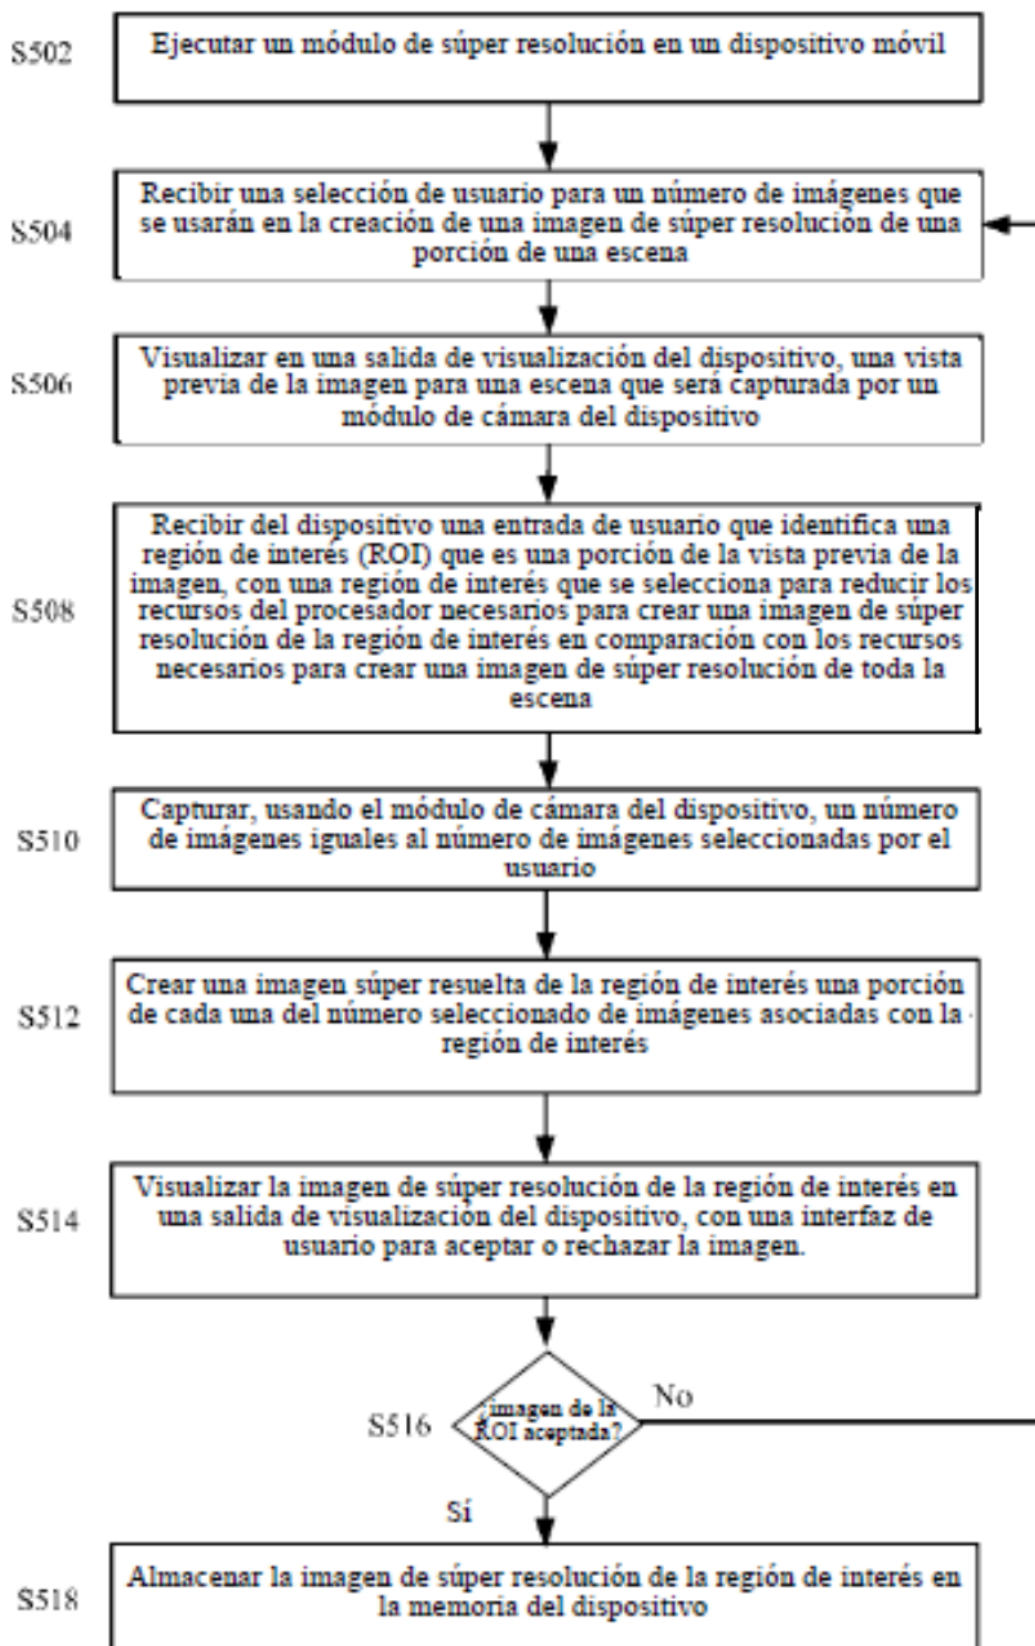 S502
Ejecutar un módulo de súper resolución en un dispositivo móvil
S504
Recibir una selección de usuario para un número de imágenes que
se usarán en la creación de una imagen de súper resolución de una
porción de una escena
S506
Visualizar en una salida de visualización del dispositivo, una vista
previa de la imagen para una escena que será capturada por un
módulo de cámara del dispositivo
S508
Recibir del dispositivo una entrada de usuario que identifica una
región de interés (ROI) que es una porción de la vista previa de la
imagen, con una región de interés que se selecciona para reducir los
recursos del procesador necesarios para crear una imagen de súper
resolución de la región de interés en comparación con los recursos
necesarios para crear una imagen de súper resolución de toda la
escena
S510
Capturar, usando el módulo de cámara del dispositivo, un número
de imágenes iguales al número de imágenes seleccionadas por el
usuario
S512
Crear una imagen súper resuelta de la región de interés una porción
de cada una del número seleccionado de imágenes asociadas con la
región de interés
S514
Visualizar la imagen de súper resolución de la región de interés en
una salida de visualización del dispositivo, con una interfaz de
usuario para aceptar o rechazar la imagen.
S516
¿imagen de la
ROI aceptada?
No
Sí
S518
Almacenar la imagen de súper resolución de la región de interés en
la memoria del dispositivo